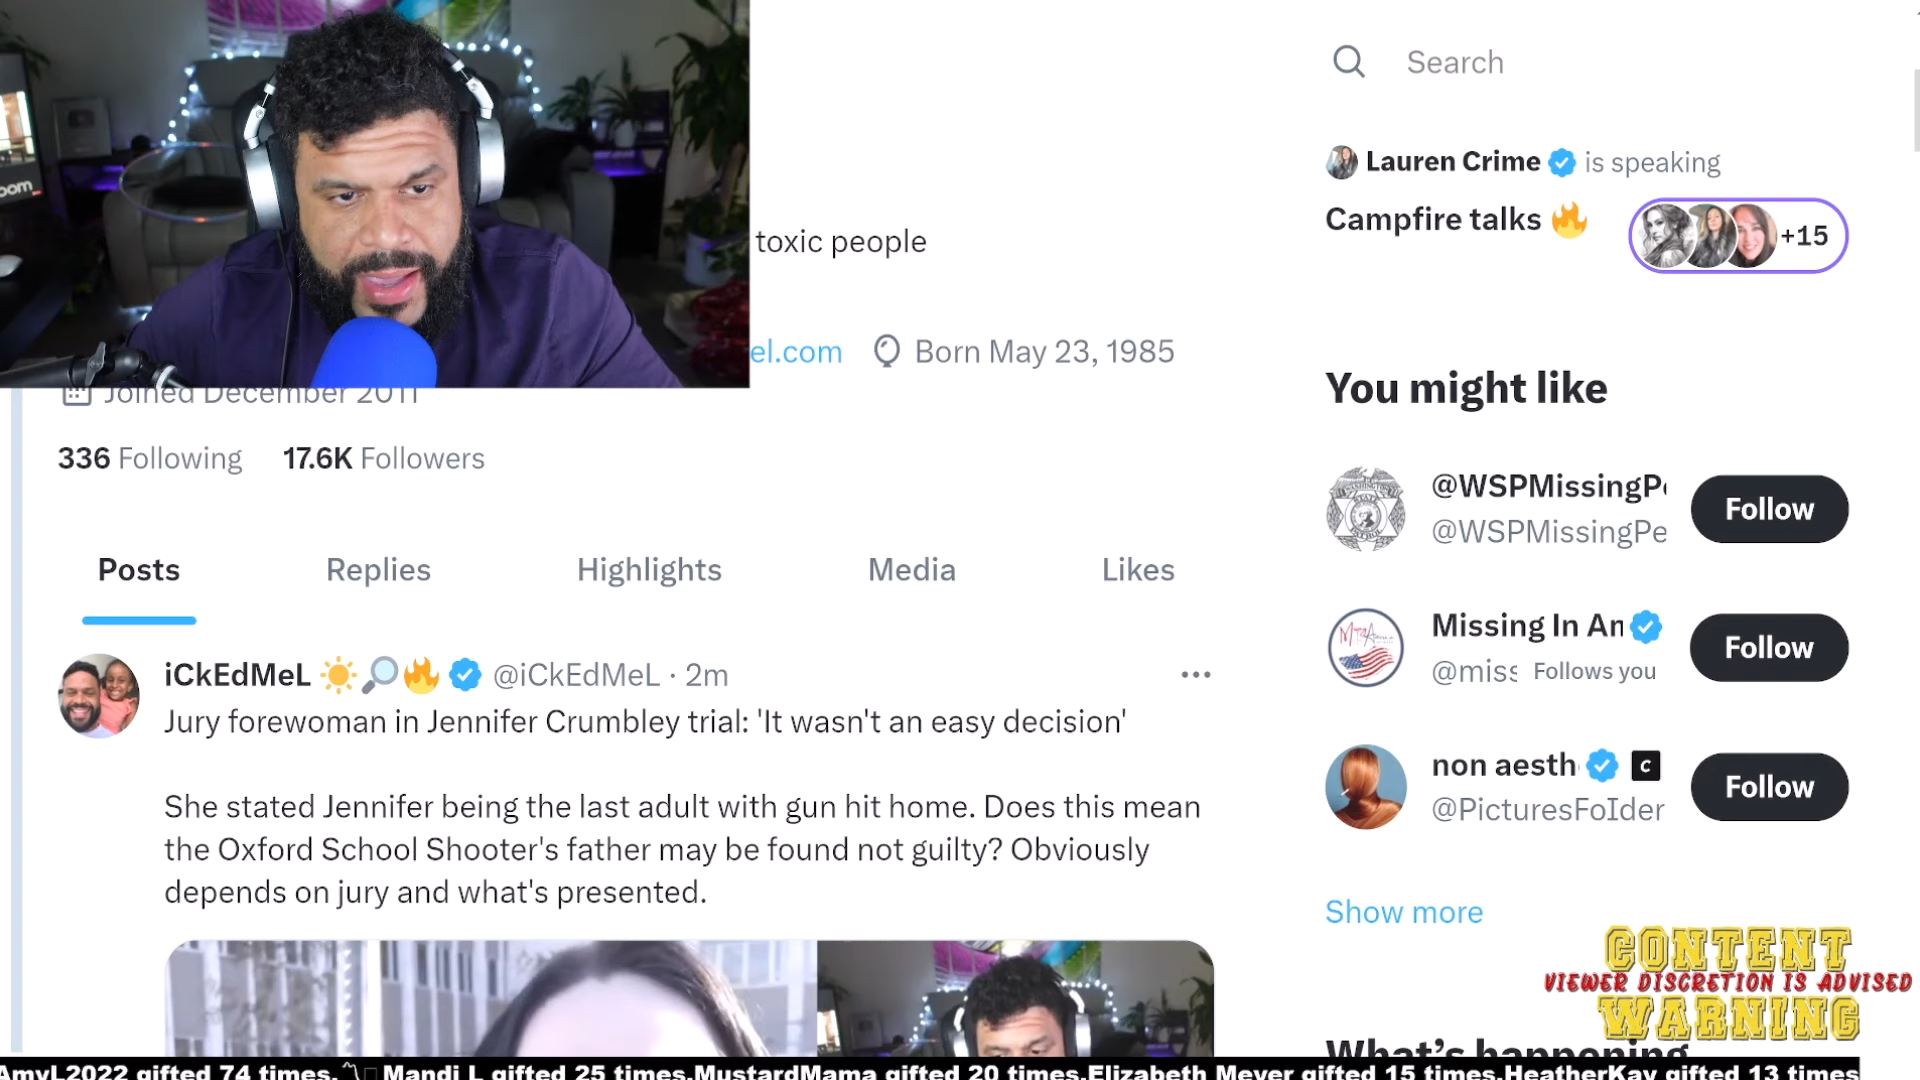 Search
Lauren Crime is speaking
Campfire talks 🔥 +15
toxic people
el.com Born May 23, 1985
Joined December 2011
336 Following 17.6K Followers
Posts Replies Highlights Media Likes
iCkEdMeL ☀️🔎🔥 @iCkEdMeL · 2m
Jury forewoman in Jennifer Crumbley trial: 'It wasn't an easy decision'
She stated Jennifer being the last adult with gun hit home. Does this mean
the Oxford School Shooter's father may be found not guilty? Obviously
depends on jury and what's presented.
You might like
@WSPMissingP
@WSPMissingPe
Follow
Missing In An
@miss Follows you
Follow
non aesth
@PicturesFoIder
Follow
Show more
What's happening
CONTENT
VIEWER DISCRETION IS ADVISED
WARNING
AmyL2022 gifted 74 times. Mandi L gifted 25 times. MustardMama gifted 20 times. Elizabeth Meyer gifted 15 times. HeatherKay gifted 13 times